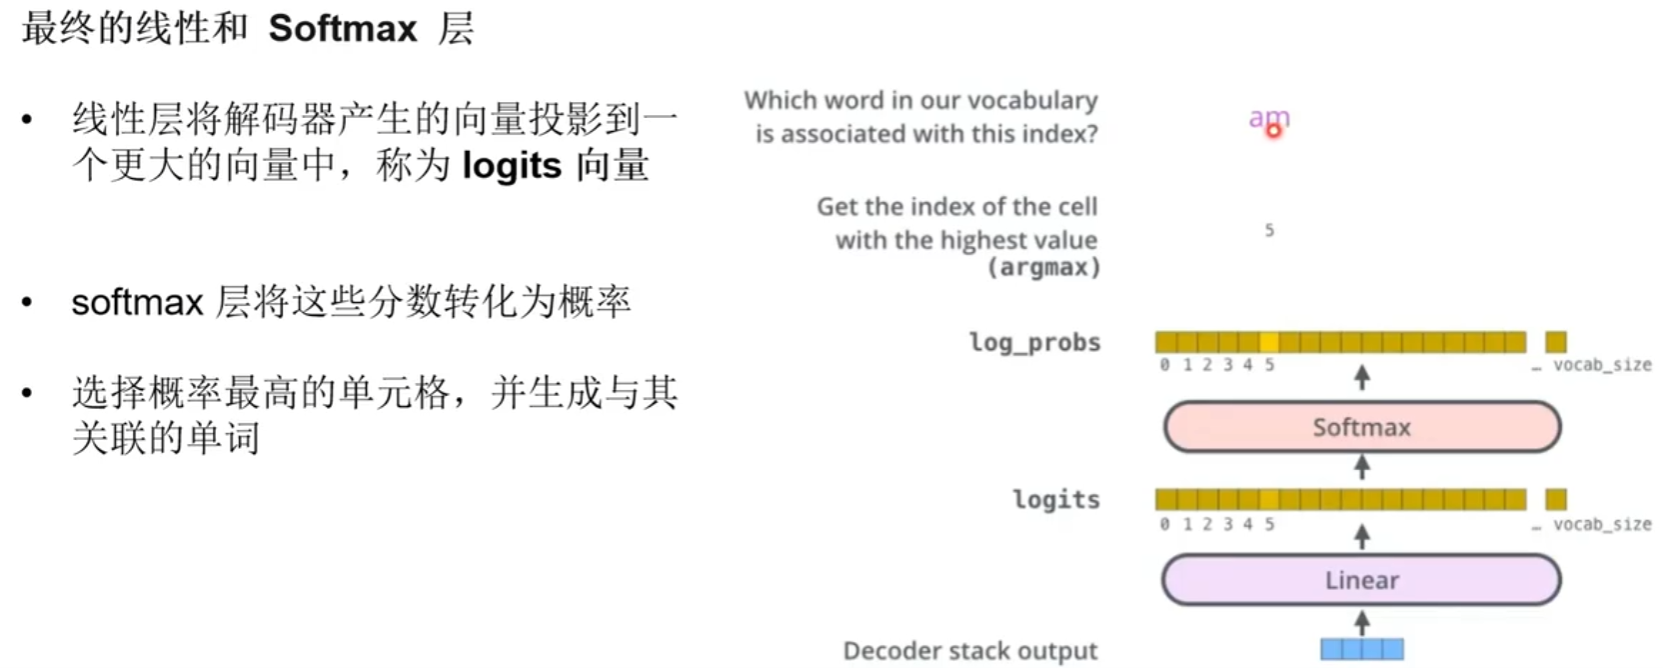 最终的线性和 Softmax 层
• 线性层将解码器产生的向量投影到一
个更大的向量中，称为 logits 向量
• softmax 层将这些分数转化为概率
• 选择概率最高的单元格，并生成与其
关联的单词
Which word in our vocabulary
is associated with this index?
am
Get the index of the cell
with the highest value
(argmax)
5
log_probs
0 1 2 3 4 5 … vocab_size
Softmax
logits
0 1 2 3 4 5 … vocab_size
Linear
Decoder stack output